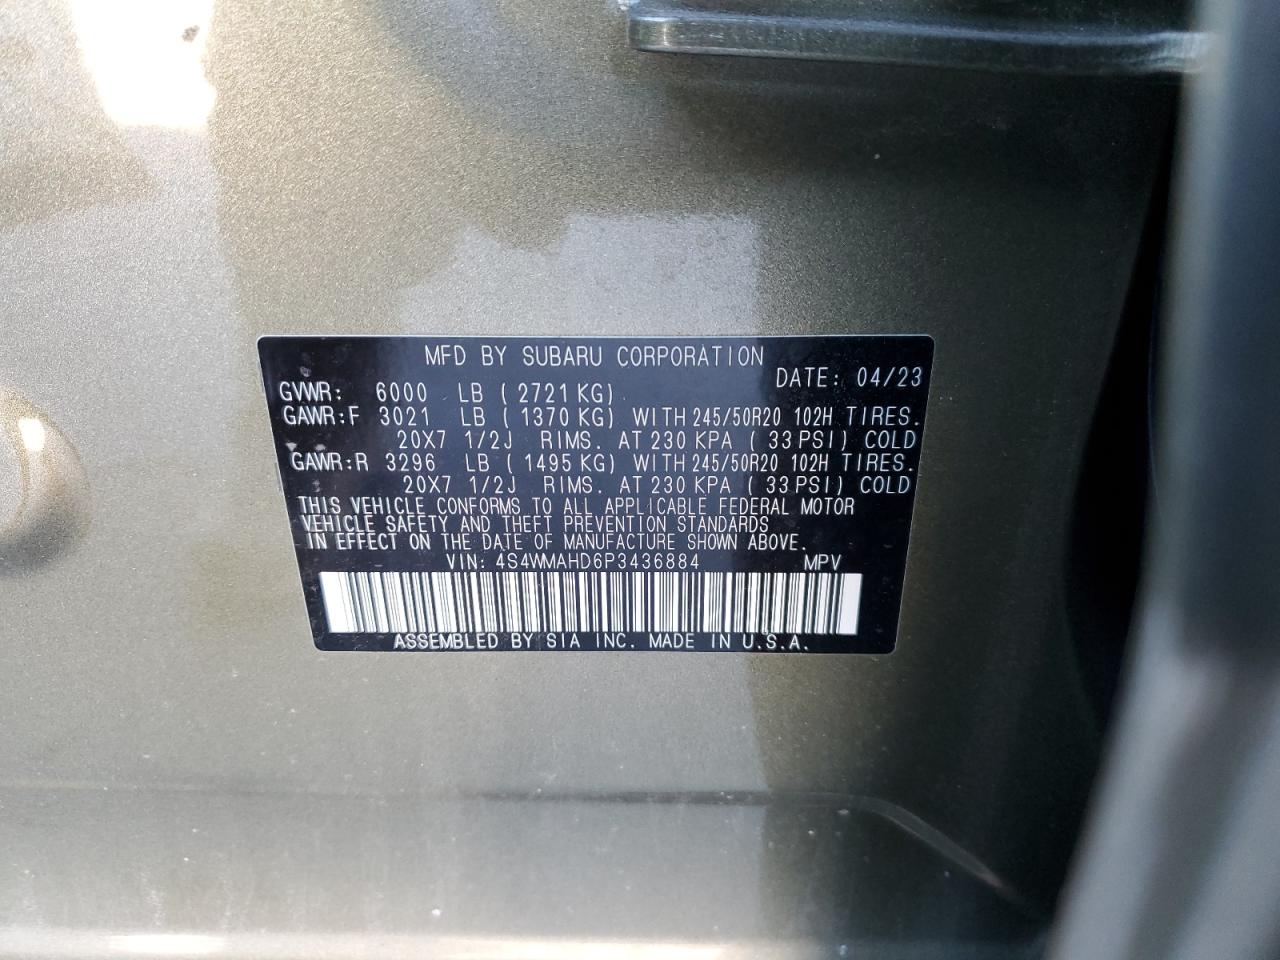 MFD BY SUBARU CORPORATION
DATE: 04/23
GVWR: 6000 LB ( 2721 KG)
GAWR:F 3021 LB ( 1370 KG) WITH 245/50R20 102H TIRES.
20X7 1/2J RIMS. AT 230 KPA ( 33 PSI) COLD
GAWR:R 3296 LB ( 1495 KG) WITH 245/50R20 102H TIRES.
20X7 1/2J RIMS. AT 230 KPA ( 33 PSI) COLD
THIS VEHICLE CONFORMS TO ALL APPLICABLE FEDERAL MOTOR
VEHICLE SAFETY AND THEFT PREVENTION STANDARDS
IN EFFECT ON THE DATE OF MANUFACTURE SHOWN ABOVE.
VIN: 4S4WMAHD6P3436884 MPV
ASSEMBLED BY SIA INC. MADE IN U.S.A.